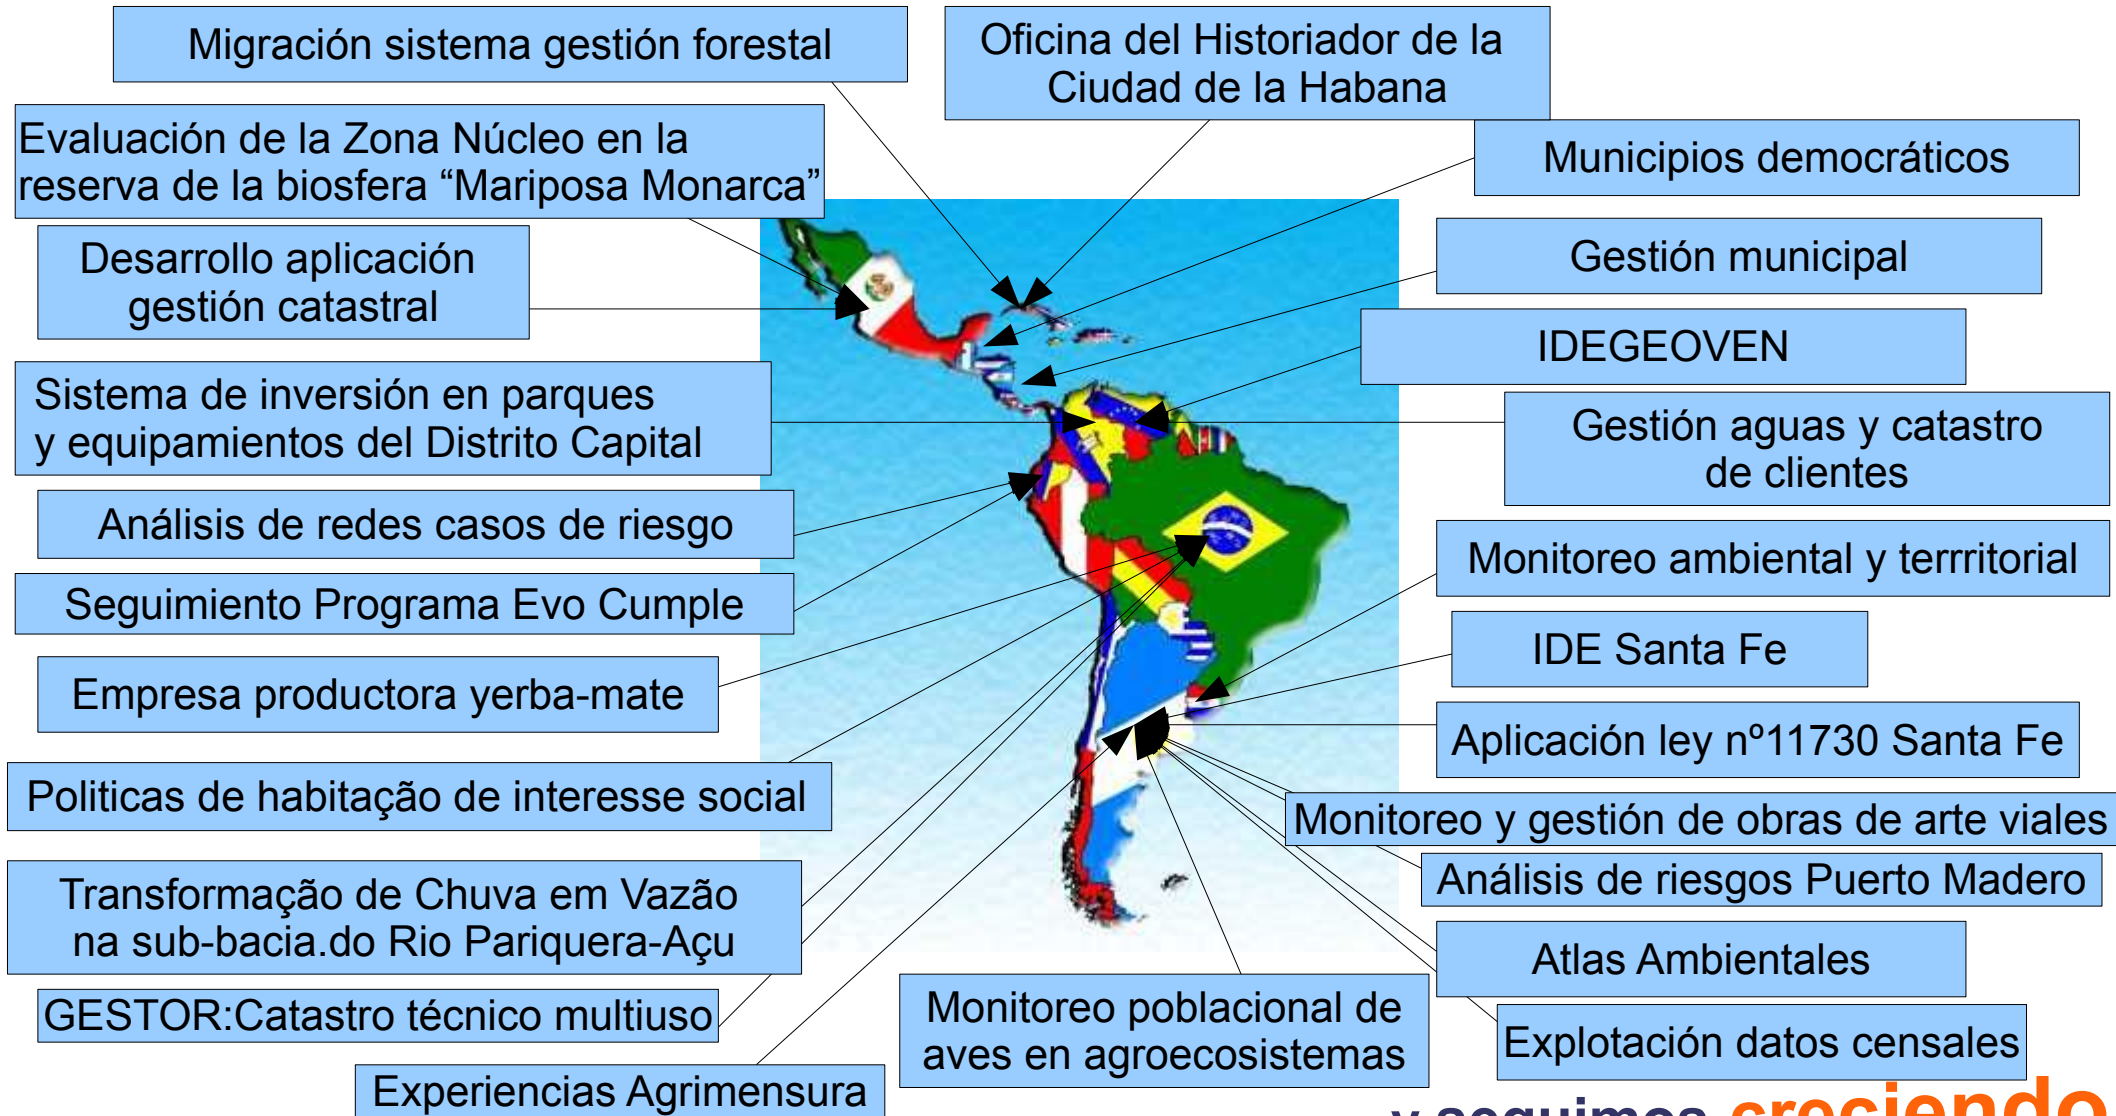 Migración sistema gestión forestal
Oficina del Historiador de la
Ciudad de la Habana
Evaluación de la Zona Núcleo en la
reserva de la biosfera “Mariposa Monarca”
Municipios democráticos
Desarrollo aplicación
gestión catastral
Gestión municipal
IDEGEOVEN
Sistema de inversión en parques
y equipamientos del Distrito Capital
Gestión aguas y catastro
de clientes
Análisis de redes casos de riesgo
Monitoreo ambiental y terrritorial
Seguimiento Programa Evo Cumple
IDE Santa Fe
Empresa productora yerba-mate
Aplicación ley nº11730 Santa Fe
Politicas de habitação de interesse social
Monitoreo y gestión de obras de arte viales
Análisis de riesgos Puerto Madero
Transformação de Chuva em Vazão
na sub-bacia.do Rio Pariquera-Açu
Atlas Ambientales
GESTOR:Catastro técnico multiuso
Monitoreo poblacional de
aves en agroecosistemas
Explotación datos censales
Experiencias Agrimensura
y seguimos creciendo